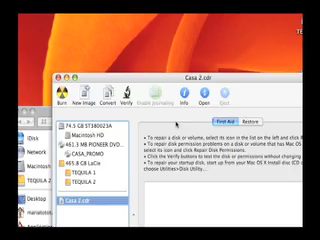 Casa 2.cdr
Burn New Image Convert Verify Enable Journaling Info Open Eject
74.5 GB ST380023A
Macintosh HD
461.3 MB PIONEER DVD...
CASA_PROMO
465.8 GB LaCie
TEQUILA 1
TEQUILA 2
Casa 2.cdr
iDisk
Network
Macintosh
TEQUILA
TEQUILA
Desktop
First Aid Restore
• To repair a disk or volume, select its icon in the list on the left and click R
• To repair disk permission problems on a disk or volume that has Mac OS
select its icon and click Repair Disk Permissions.
• Click the Verify buttons to test the disk or permissions without changing
• To repair your startup disk, start up from your Mac OS X Install disc (CD o
choose Utilities>Disk Utility...